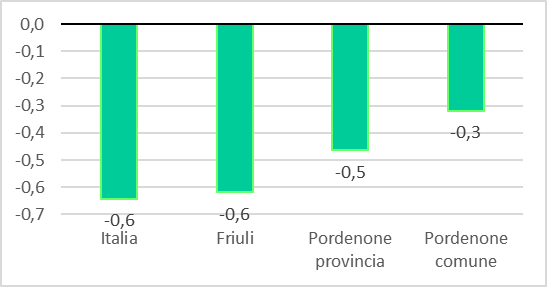 0,0
-0,1
-0,2
-0,3
-0,4
-0,5
-0,6
-0,7
-0,6
-0,6
-0,5
-0,3
Italia
Friuli
Pordenone
provincia
Pordenone
comune